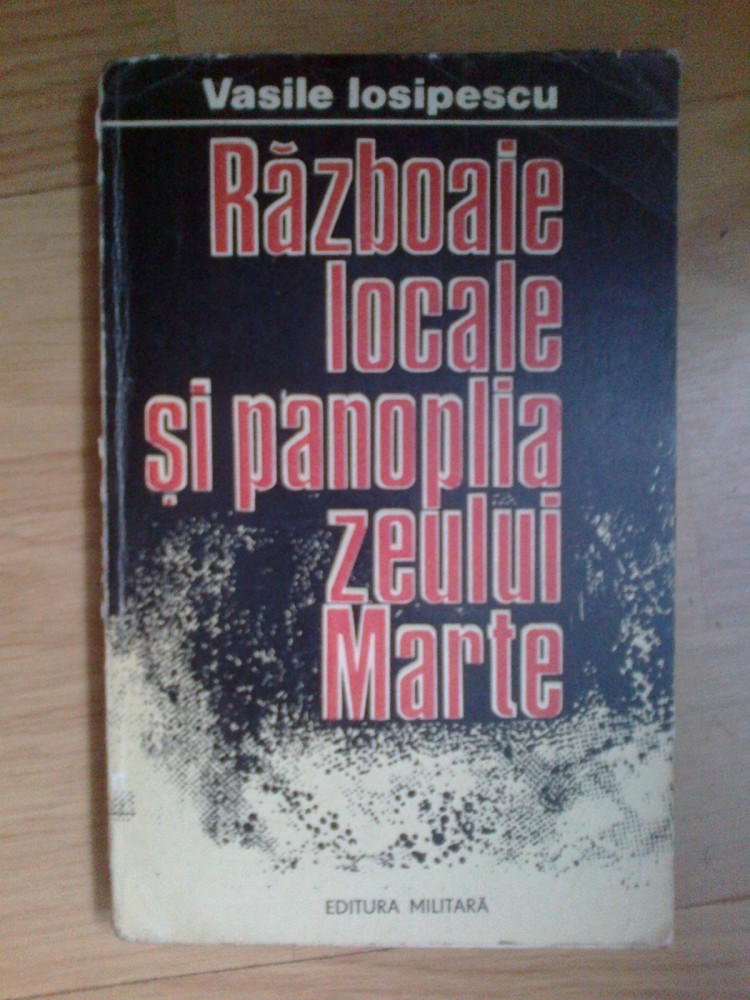 Vasile Iosipescu
Războaie
locale
și panoplia
zeului
Marte
EDITURA MILITARĂ